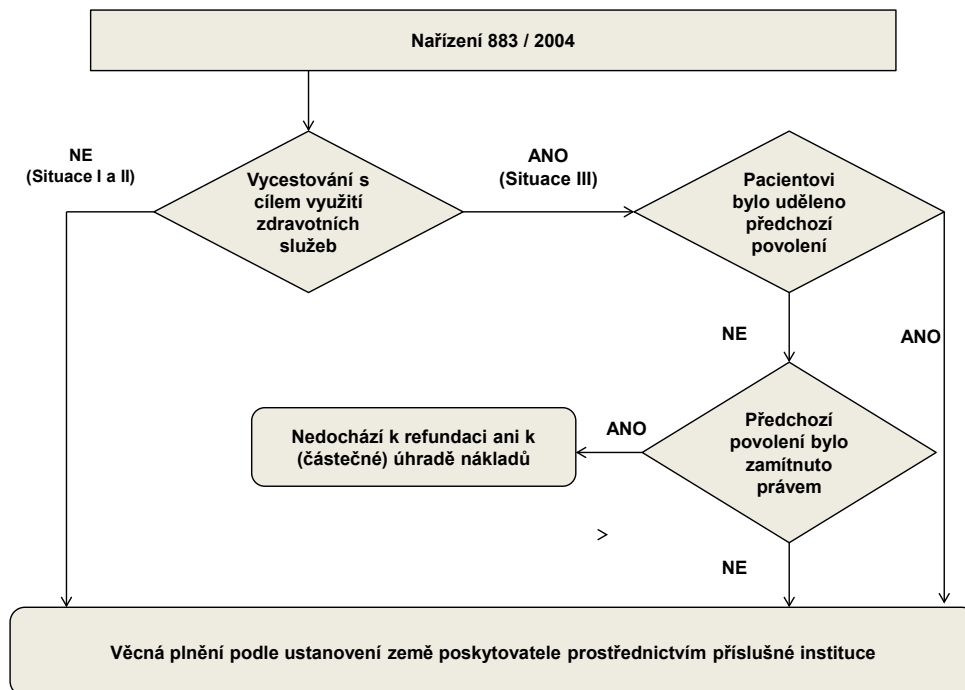 Nařízení 883 / 2004
NE
(Situace I a II)
Vycestování s
cílem využití
zdravotních
služeb
ANO
(Situace III)
Pacientovi
bylo uděleno
předchozí
povolení
NE
ANO
Nedochází k refundaci ani k
(částečné) úhradě nákladů
ANO
Předchozí
povolení bylo
zamítnuto
právem
NE
Věcná plnění podle ustanovení země poskytovatele prostřednictvím příslušné instituce